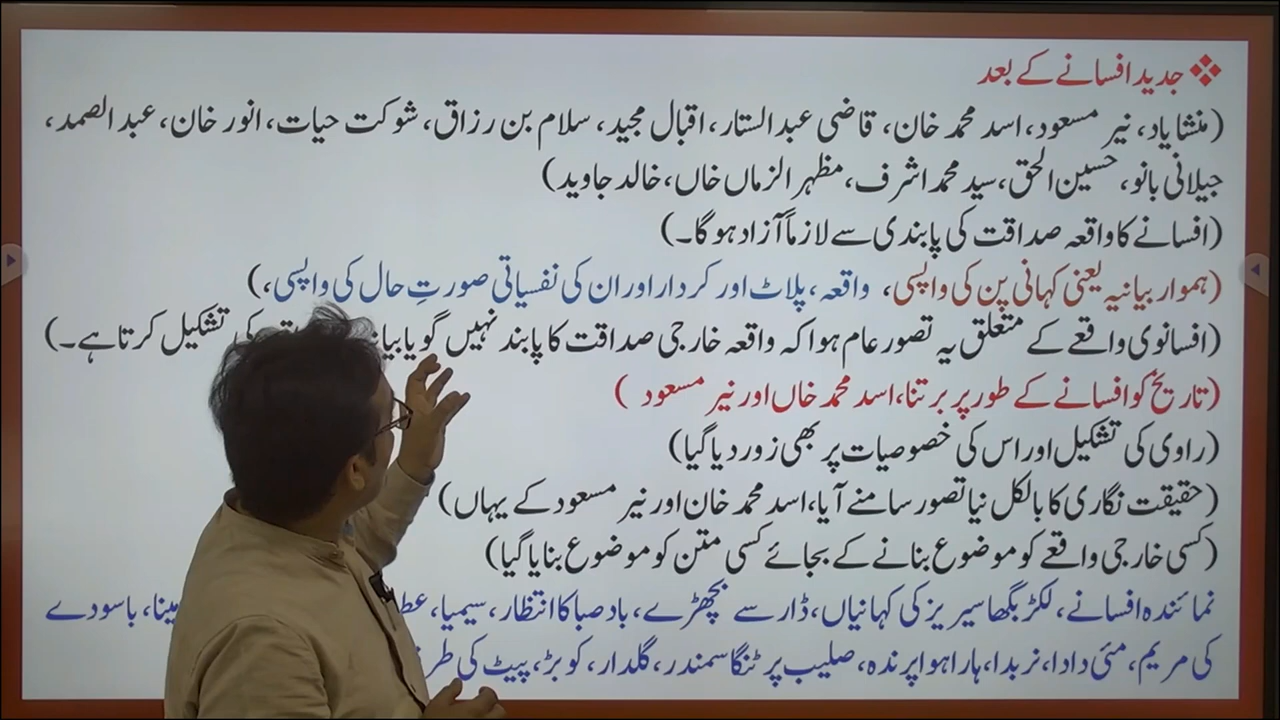 ❖ جدید افسانے کے بعد
(منشا یاد، نیر مسعود، اسد محمد خان، قاضی عبدالستار، اقبال مجید، سلام بن رزاق، شوکت حیات، انور خان، عبدالصمد،
جیلانی بانو، حسین الحق، سید محمد اشرف، مظہر الزماں خاں، خالد جاوید)
(افسانے کا واقعہ صداقت کی پابندی سے لازماً آزاد ہوگا۔)
(ہموار بیانیہ یعنی کہانی پن کی واپسی، واقعہ، پلاٹ اور کردار اور ان کی نفسیاتی صورتِ حال کی واپسی،)
(افسانوی واقعے کے متعلق یہ تصور عام ہوا کہ واقعہ خارجی صداقت کا پابند نہیں گویا کی تشکیل کرتا ہے۔)
(تاریخ کو افسانے کے طور پر برتنا، اسد محمد خاں اور نیر مسعود )
(راوی کی تشکیل اور اس کی خصوصیات پر بھی زور دیا گیا)
(حقیقت نگاری کا بالکل نیا تصور سامنے آیا، اسد محمد خان اور نیر مسعود کے یہاں)
(کسی خارجی واقعے کو موضوع بنانے کے بجائے کسی متن کو موضوع بنایا گیا)
نمائندہ افسانے، لکڑبگھا سیریز کی کہانیاں، ڈار سے بچھڑے، باد صبا کا انتظار، سیمیا، مینا، باسودے
کی مریم، مئی دادا، نربدا، ہارا ہوا پرندہ، صلیب پر ٹنگا سمندر، گلدار، کوبڑ، پیٹ کی